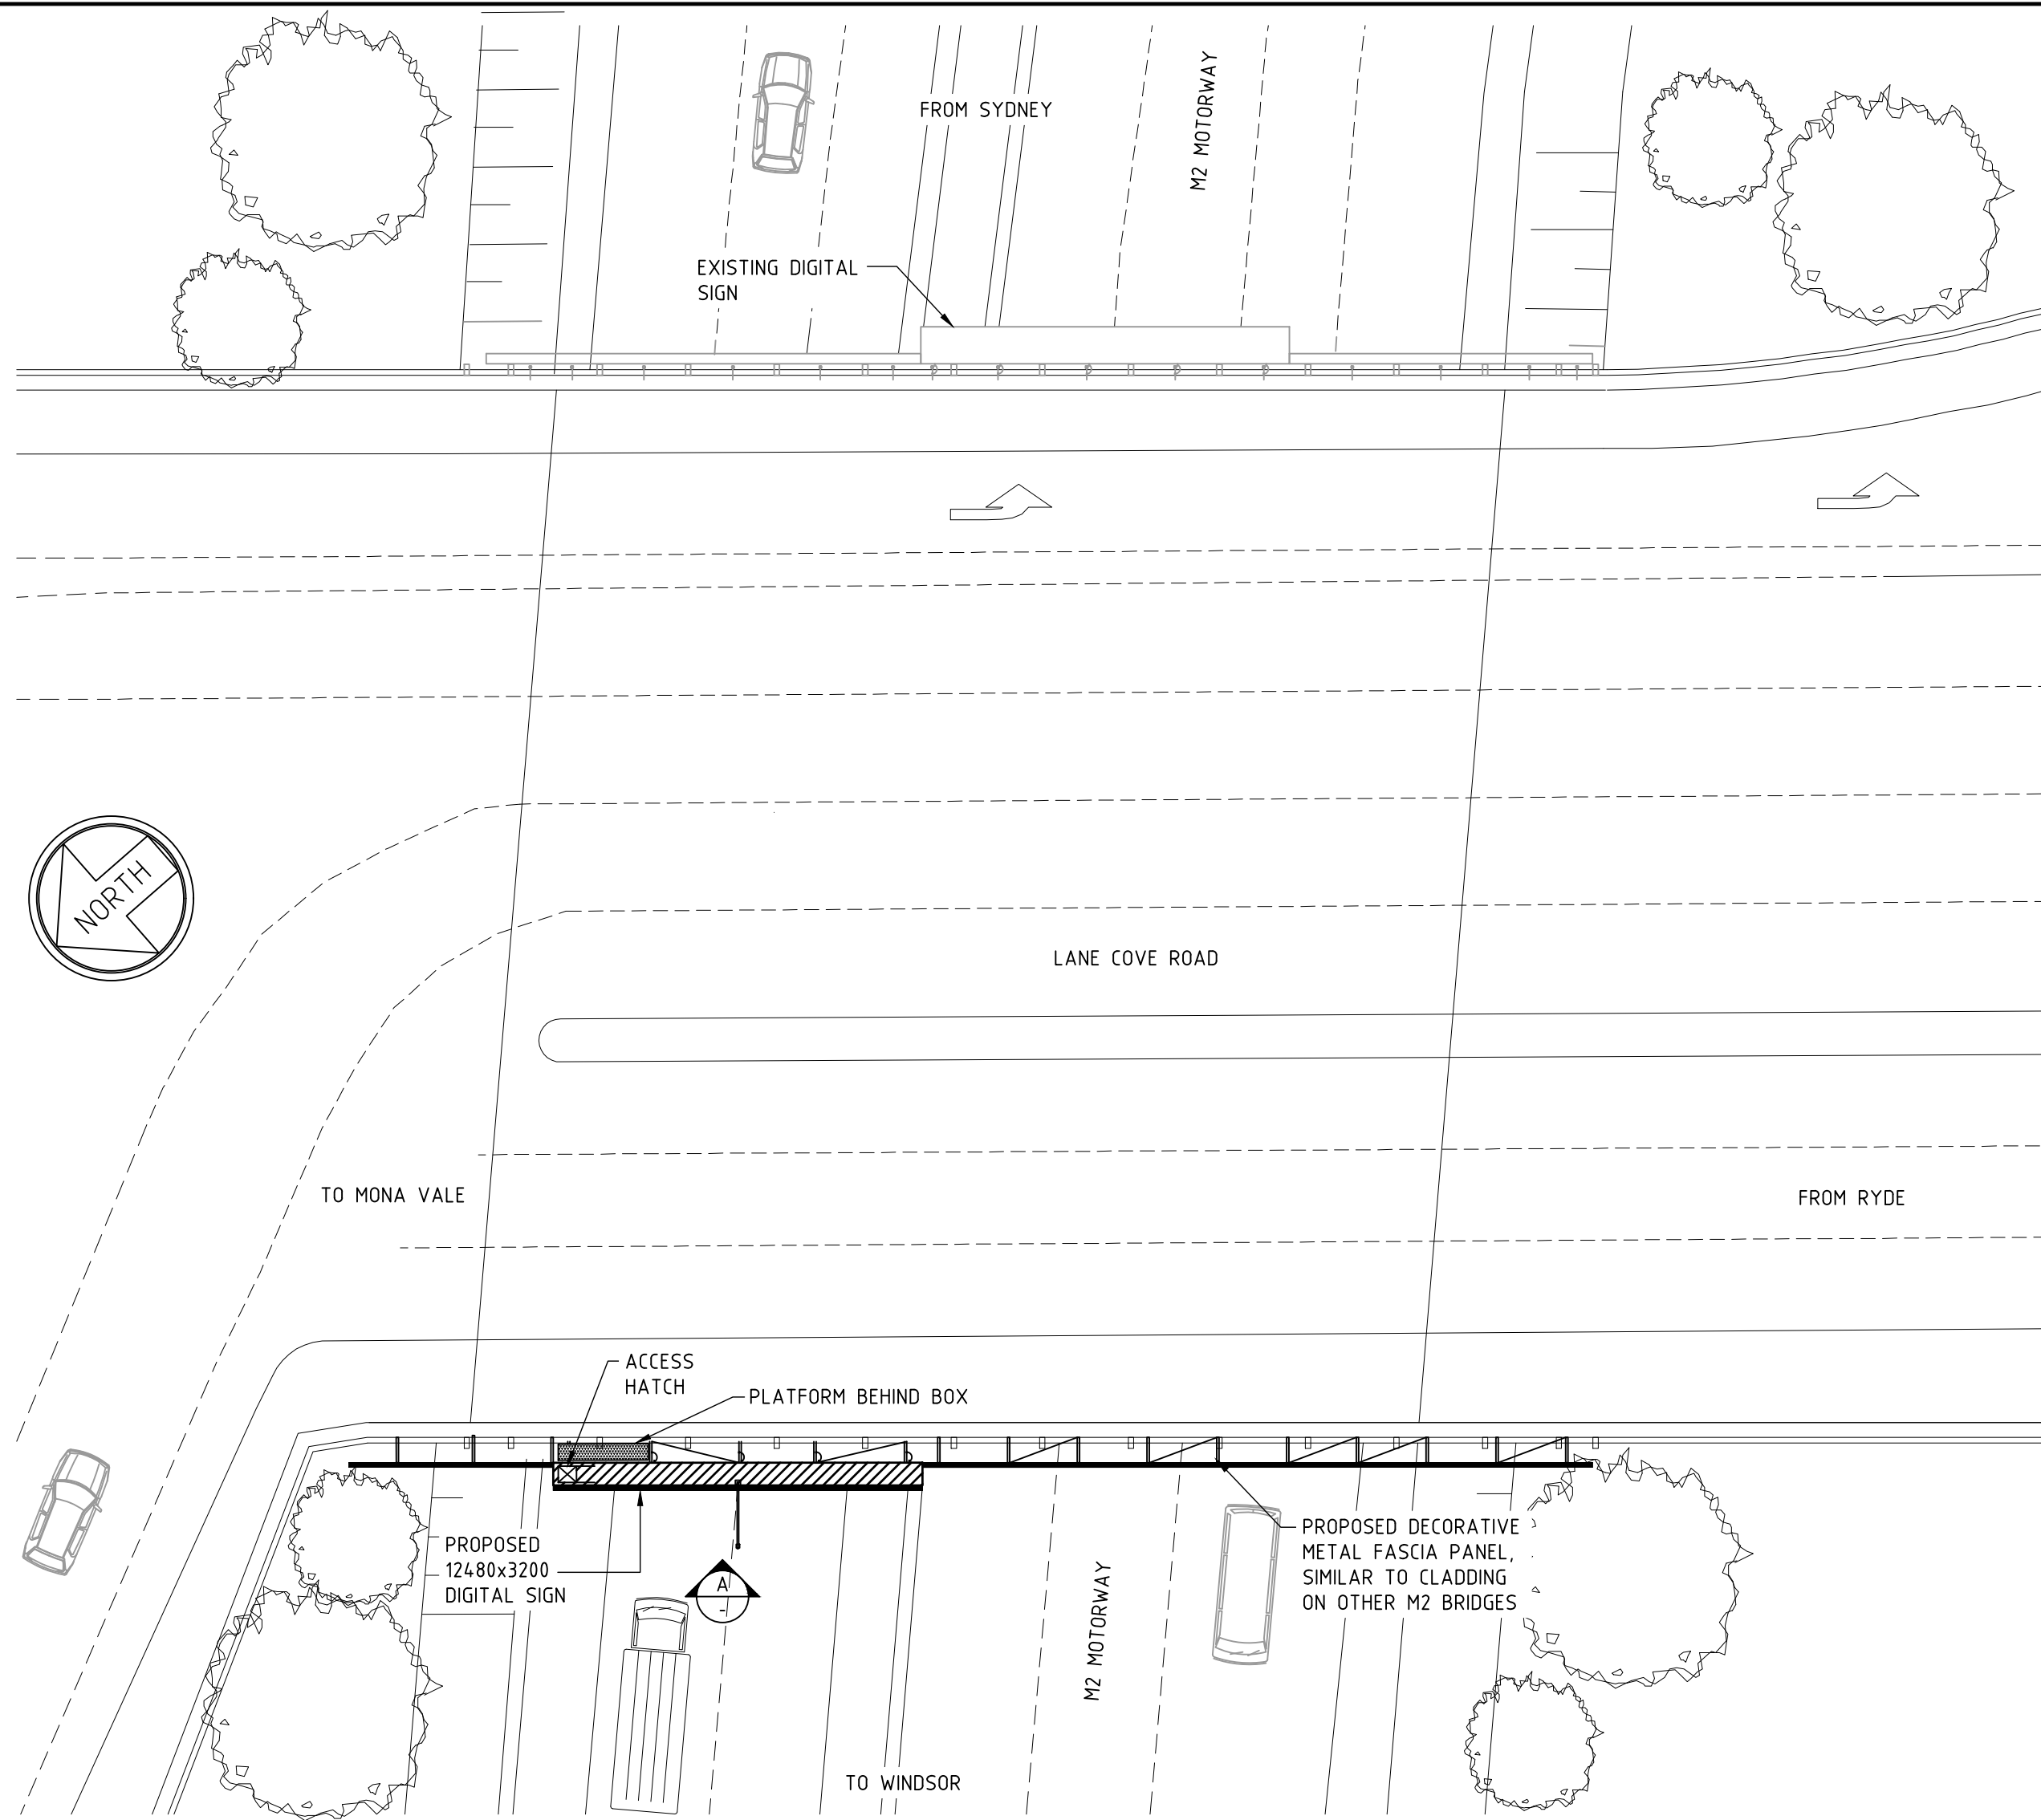 FROM SYDNEY
M2 MOTORWAY
EXISTING DIGITAL
SIGN
NORTH
LANE COVE ROAD
TO MONA VALE
FROM RYDE
ACCESS
HATCH
PLATFORM BEHIND BOX
PROPOSED
12480x3200
DIGITAL SIGN
A
-
M2 MOTORWAY
PROPOSED DECORATIVE
METAL FASCIA PANEL,
SIMILAR TO CLADDING
ON OTHER M2 BRIDGES
TO WINDSOR